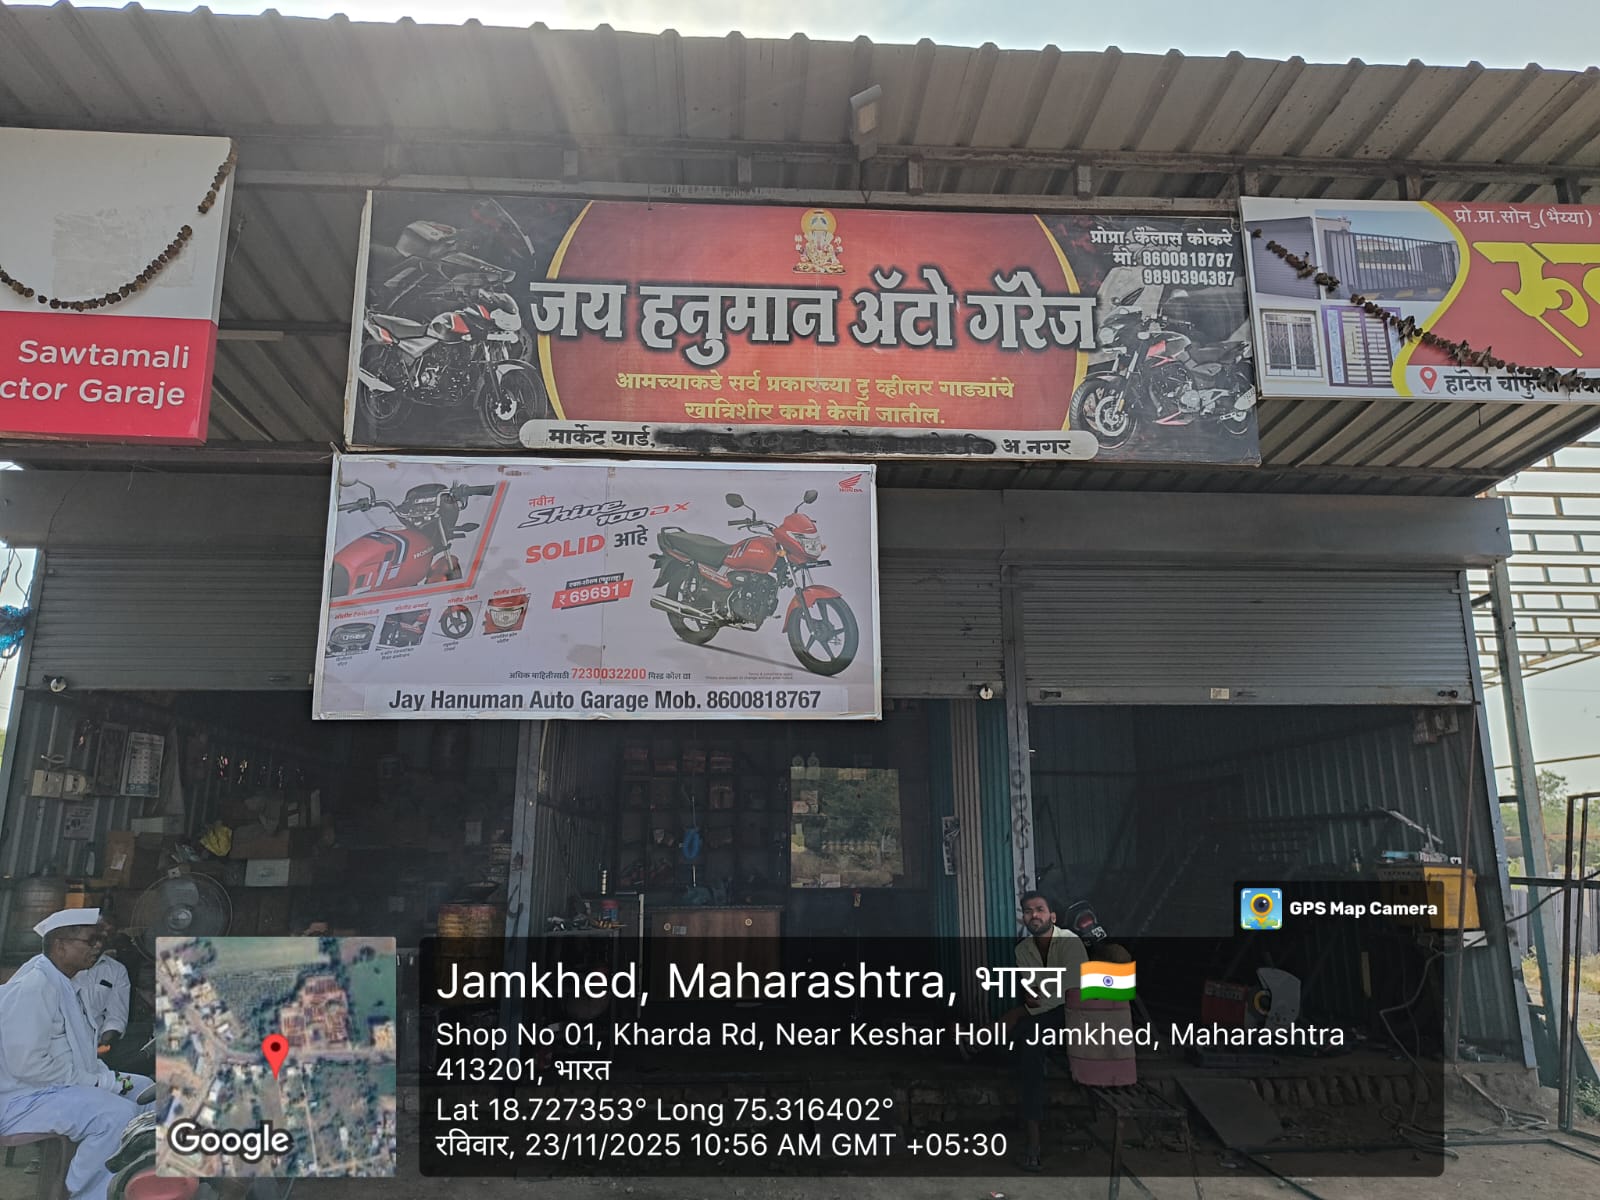 Sawtamali
ctor Garaje
प्रोप्रा. कैलास कोकरे
मो. 8600818767
9890394387
जय हनुमान ॲटो गॅरेज
आमच्याकडे सर्व प्रकारच्या टु व्हीलर गाड्यांचे
खात्रिशीर कामे केली जातील.
मार्केट यार्ड,
अ.नगर
प्रो.प्रा.सोनु(भैय्या)
हॉटेल
HONDA
नवीन
Shine 100 DX
SOLID आहे
₹ 69691*
HONDA
अधिक माहितीसाठी 7230032200 मिस्ड कॉल द्या
Jay Hanuman Auto Garage Mob. 8600818767
GPS Map Camera
Jamkhed, Maharashtra, भारत 🇮🇳
Shop No 01, Kharda Rd, Near Keshar Holl, Jamkhed, Maharashtra
413201, भारत
Lat 18.727353° Long 75.316402°
रविवार, 23/11/2025 10:56 AM GMT +05:30
Google